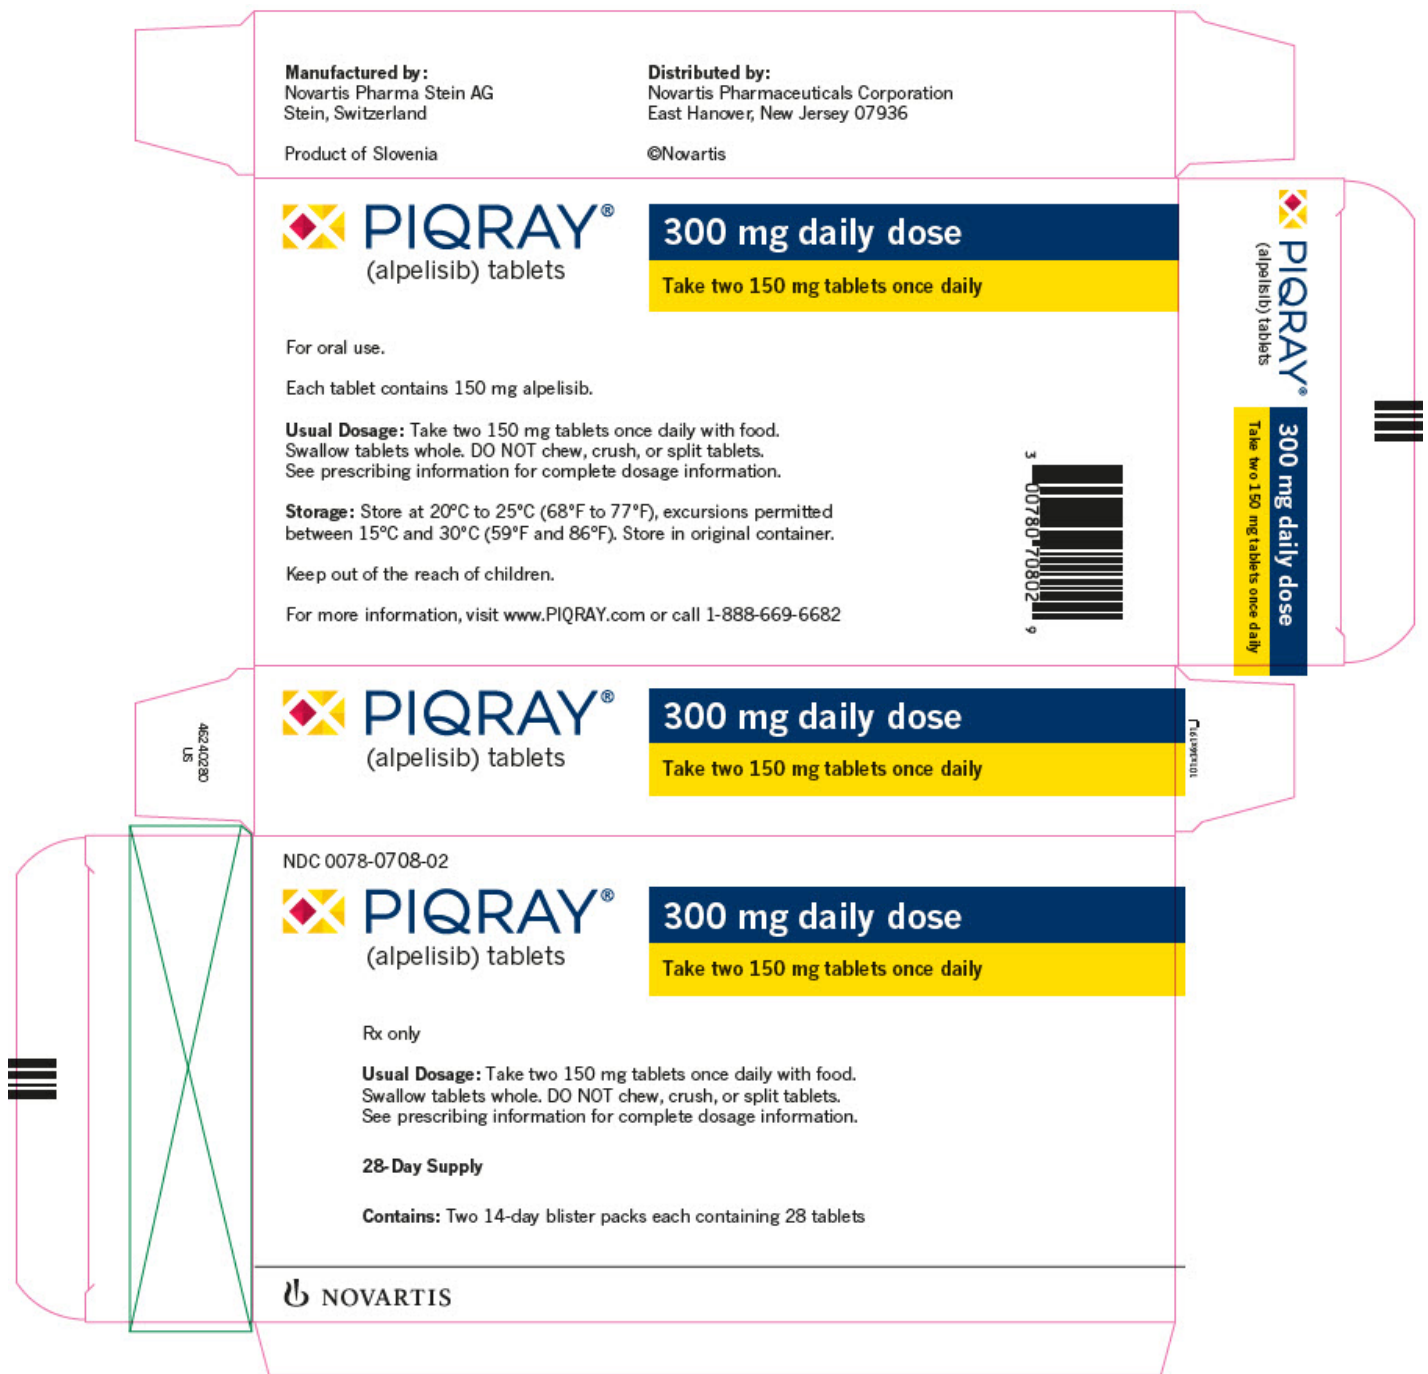 Manufactured by:
Novartis Pharma Stein AG
Stein, Switzerland
Product of Slovenia
Distributed by:
Novartis Pharmaceuticals Corporation
East Hanover, New Jersey 07936
©Novartis
PIQRAY®
(alpelisib) tablets
300 mg daily dose
Take two 150 mg tablets once daily
For oral use.
Each tablet contains 150 mg alpelisib.
Usual Dosage: Take two 150 mg tablets once daily with food.
Swallow tablets whole. DO NOT chew, crush, or split tablets.
See prescribing information for complete dosage information.
Storage: Store at 20°C to 25°C (68°F to 77°F), excursions permitted
between 15°C and 30°C (59°F and 86°F). Store in original container.
Keep out of the reach of children.
For more information, visit www.PIQRAY.com or call 1-888-669-6682
3 00780 70802 9
PIQRAY®
(alpelisib) tablets
300 mg daily dose
Take two 150 mg tablets once daily
46240280
US
PIQRAY®
(alpelisib) tablets
300 mg daily dose
Take two 150 mg tablets once daily
101x36x191
NDC 0078-0708-02
PIQRAY®
(alpelisib) tablets
300 mg daily dose
Take two 150 mg tablets once daily
Rx only
Usual Dosage: Take two 150 mg tablets once daily with food.
Swallow tablets whole. DO NOT chew, crush, or split tablets.
See prescribing information for complete dosage information.
28-Day Supply
Contains: Two 14-day blister packs each containing 28 tablets
NOVARTIS